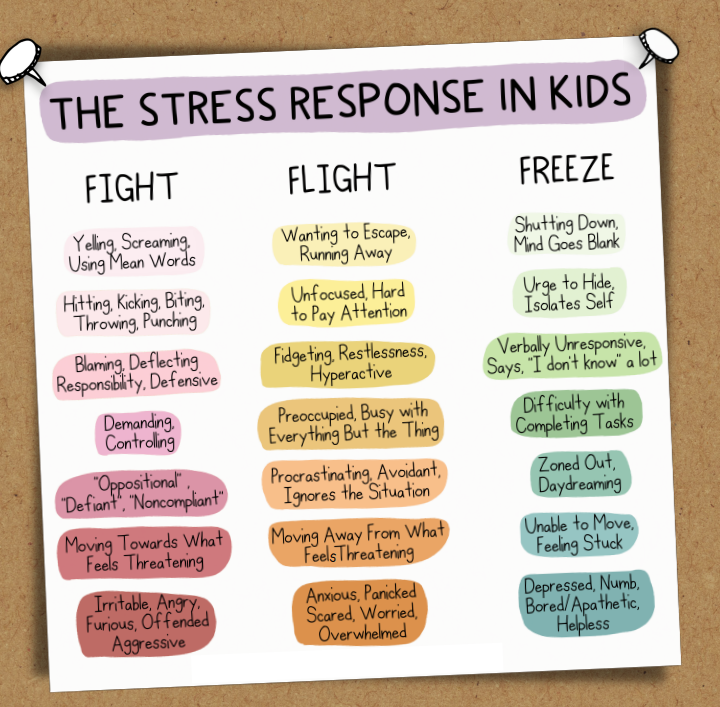 THE STRESS RESPONSE IN KIDS
FIGHT
Yelling, Screaming,
Using Mean Words
Hitting, Kicking, Biting,
Throwing, Punching
Blaming, Deflecting
Responsibility, Defensive
Demanding,
Controlling
"Oppositional",
"Defiant", "Noncompliant"
Moving Towards What
Feels Threatening
Irritable, Angry,
Furious, Offended
Aggressive
FLIGHT
Wanting to Escape,
Running Away
Unfocused, Hard
to Pay Attention
Fidgeting, Restlessness,
Hyperactive
Preoccupied, Busy with
Everything But the Thing
Procrastinating, Avoidant,
Ignores the Situation
Moving Away From What
FeelsThreatening
Anxious, Panicked
Scared, Worried,
Overwhelmed
FREEZE
Shutting Down,
Mind Goes Blank
Urge to Hide,
Isolates Self
Verbally Unresponsive,
Says, "I don't know" a lot
Difficulty with
Completing Tasks
Zoned Out,
Daydreaming
Unable to Move,
Feeling Stuck
Depressed, Numb,
Bored/Apathetic,
Helpless